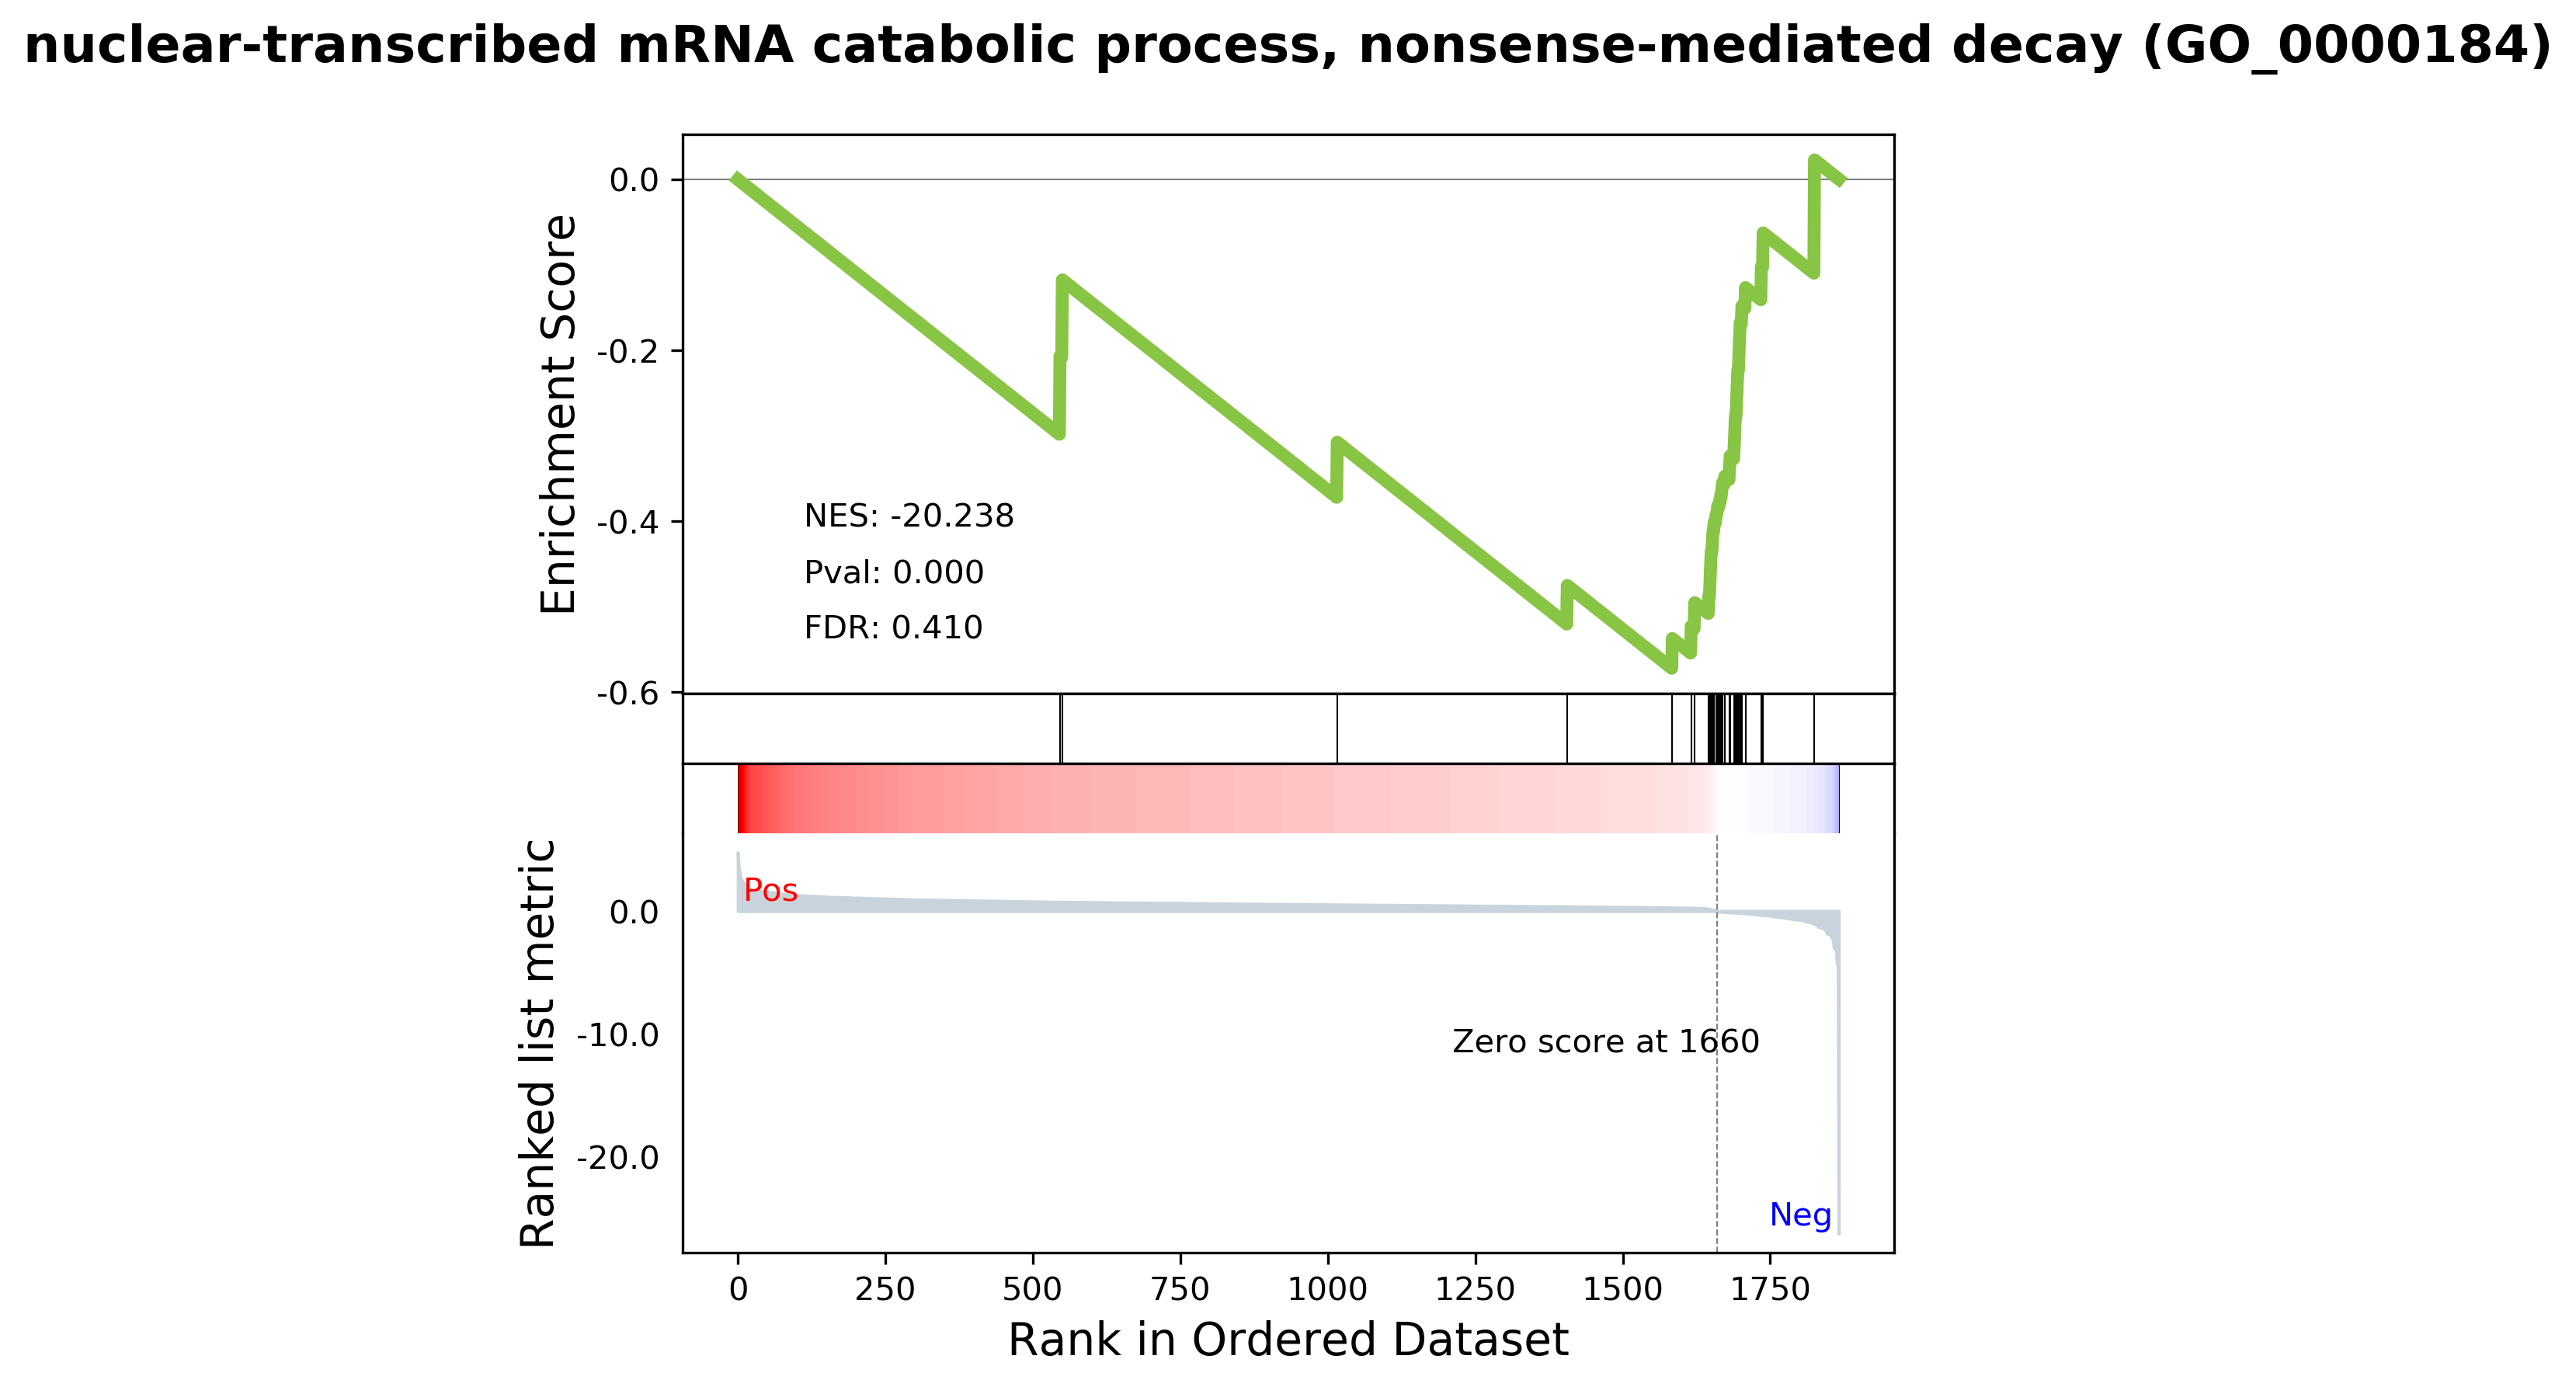 nuclear-transcribed mRNA catabolic process, nonsense-mediated decay (GO_0000184)
Enrichment Score
0.0
-0.2
-0.4
-0.6
NES: -20.238
Pval: 0.000
FDR: 0.410
Ranked list metric
0.0
-10.0
-20.0
Pos
Zero score at 1660
Neg
0 250 500 750 1000 1250 1500 1750
Rank in Ordered Dataset